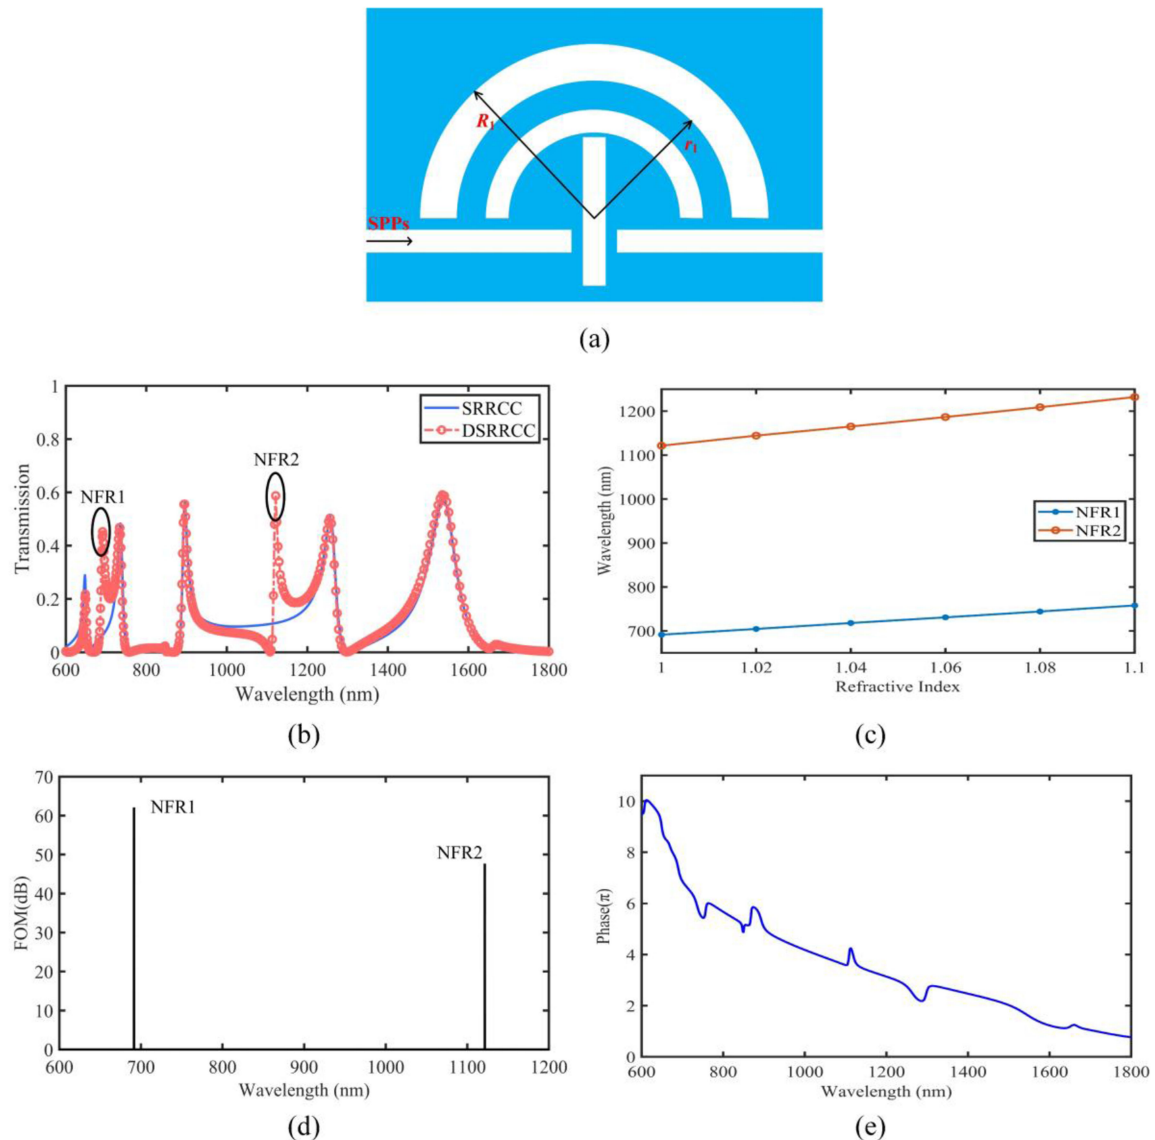 R1
r1
SPPs
(a)
1
0.8
0.6
0.4
0.2
0
600 800 1000 1200 1400 1600 1800
Transmission
Wavelength (nm)
SRRCC
DSRRCC
NFR1
NFR2
(b)
1200
1100
1000
900
800
700
1 1.02 1.04 1.06 1.08 1.1
Wavelength (nm)
Refractive Index
NFR1
NFR2
(c)
70
60
50
40
30
20
10
0
600 700 800 900 1000 1100 1200
FOM(dB)
Wavelength (nm)
NFR1
NFR2
(d)
10
8
6
4
2
0
600 800 1000 1200 1400 1600 1800
Phase(π)
Wavelength (nm)
(e)